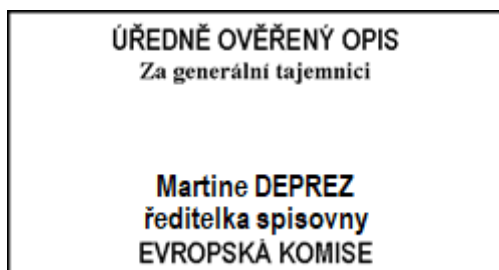 ÚŘEDNĚ OVĚŘENÝ OPIS
Za generální tajemnici
Martine DEPREZ
ředitelka spisovny
EVROPSKÁ KOMISE